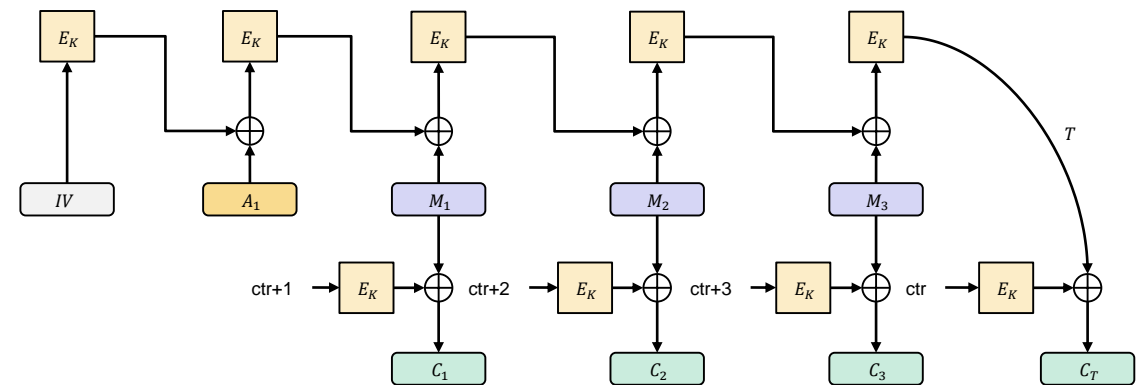 E_K E_K E_K E_K E_K
T
IV A_1 M_1 M_2 M_3
ctr+1 E_K ctr+2 E_K ctr+3 E_K ctr E_K
C_1 C_2 C_3 C_T